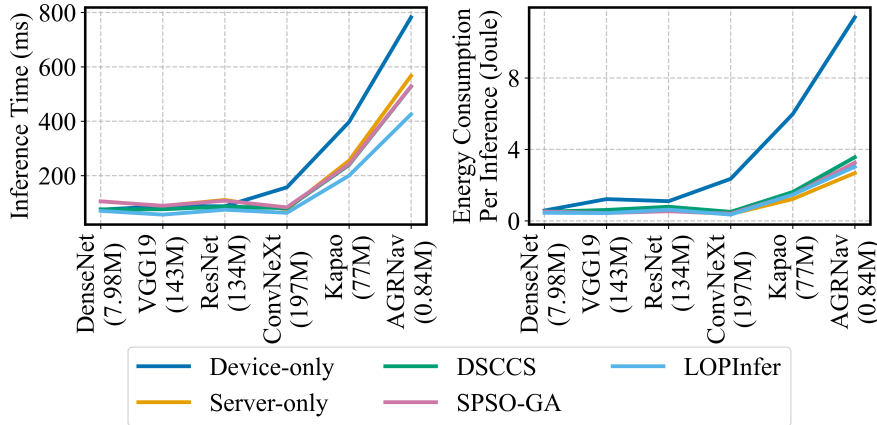 Inference Time (ms)
800
600
400
200
DenseNet
(7.98M)
VGG19
(143M)
ResNet
(134M)
ConvNeXt
(197M)
Kapao
(77M)
AGRNav
(0.84M)
Energy Consumption
Per Inference (Joule)
8
4
0
DenseNet
(7.98M)
VGG19
(143M)
ResNet
(134M)
ConvNeXt
(197M)
Kapao
(77M)
AGRNav
(0.84M)
Device-only
DSCCS
LOPInfer
Server-only
SPSO-GA